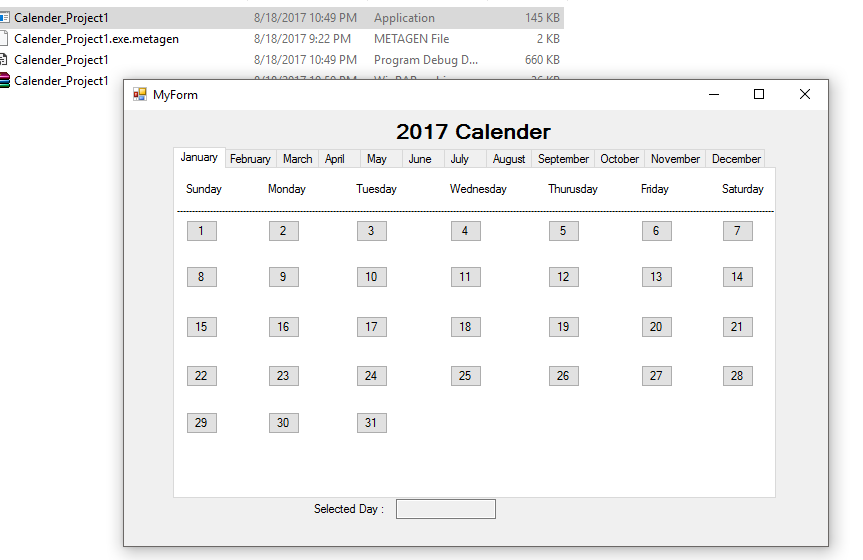 Calender_Project1 8/18/2017 10:49 PM Application 145 KB
Calender_Project1.exe.metagen 8/18/2017 9:22 PM METAGEN File 2 KB
Calender_Project1 8/18/2017 10:49 PM Program Debug D... 660 KB
Calender_Project1
MyForm
2017 Calender
January February March April May June July August September October November December
Sunday Monday Tuesday Wednesday Thurusday Friday Saturday
1 2 3 4 5 6 7
8 9 10 11 12 13 14
15 16 17 18 19 20 21
22 23 24 25 26 27 28
29 30 31
Selected Day :